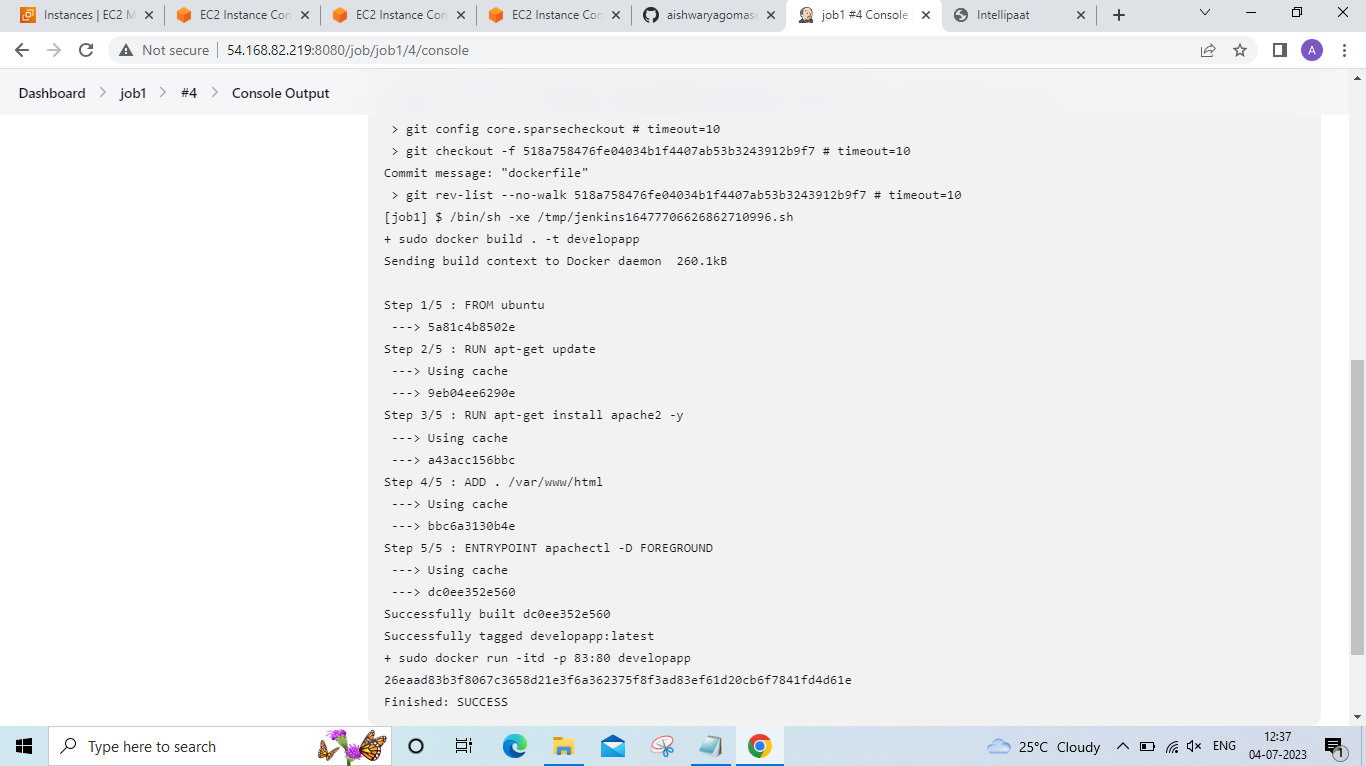 Instances | EC2 M
EC2 Instance Con
EC2 Instance Con
EC2 Instance Con
aishwaryagomase
job1 #4 Console
Intellipaat
Not secure | 54.168.82.219:8080/job/job1/4/console
A
Dashboard > job1 > #4 > Console Output
> git config core.sparsecheckout # timeout=10
> git checkout -f 518a758476fe04034b1f4407ab53b3243912b9f7 # timeout=10
Commit message: "dockerfile"
> git rev-list --no-walk 518a758476fe04034b1f4407ab53b3243912b9f7 # timeout=10
[job1] $ /bin/sh -xe /tmp/jenkins16477706626862710996.sh
+ sudo docker build . -t developapp
Sending build context to Docker daemon  260.1kB
Step 1/5 : FROM ubuntu
---> 5a81c4b8502e
Step 2/5 : RUN apt-get update
---> Using cache
---> 9eb04ee6290e
Step 3/5 : RUN apt-get install apache2 -y
---> Using cache
---> a43acc156bbc
Step 4/5 : ADD . /var/www/html
---> Using cache
---> bbc6a3130b4e
Step 5/5 : ENTRYPOINT apachectl -D FOREGROUND
---> Using cache
---> dc0ee352e560
Successfully built dc0ee352e560
Successfully tagged developapp:latest
+ sudo docker run -itd -p 83:80 developapp
26eaad83b3f8067c3658d21e3f6a362375f8f3ad83ef61d20cb6f7841fd4d61e
Finished: SUCCESS
Type here to search
25°C Cloudy
ENG
12:37
04-07-2023
1